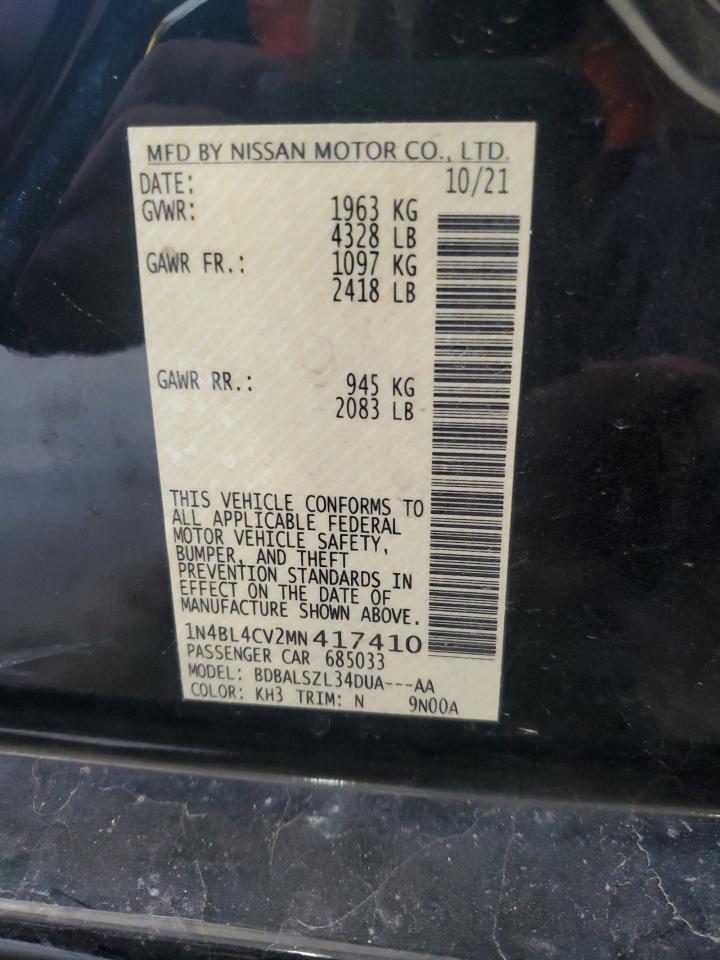 MFD BY NISSAN MOTOR CO., LTD.
DATE: 10/21
GVWR: 1963 KG
4328 LB
GAWR FR.: 1097 KG
2418 LB
GAWR RR.: 945 KG
2083 LB
THIS VEHICLE CONFORMS TO
ALL APPLICABLE FEDERAL
MOTOR VEHICLE SAFETY,
BUMPER, AND THEFT
PREVENTION STANDARDS IN
EFFECT ON THE DATE OF
MANUFACTURE SHOWN ABOVE.
1N4BL4CV2MN417410
PASSENGER CAR 685033
MODEL: BDBALSZL34DUA---AA
COLOR: KH3 TRIM: N 9N00A